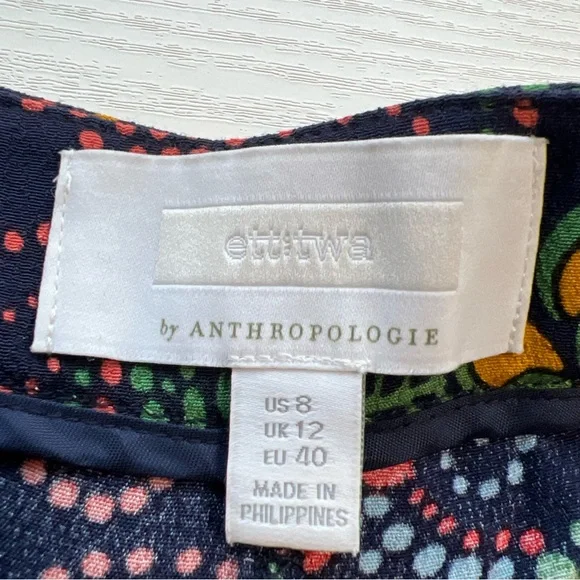 ett:twa
by ANTHROPOLOGIE
US 8
UK 12
EU 40
MADE IN
PHILIPPINES